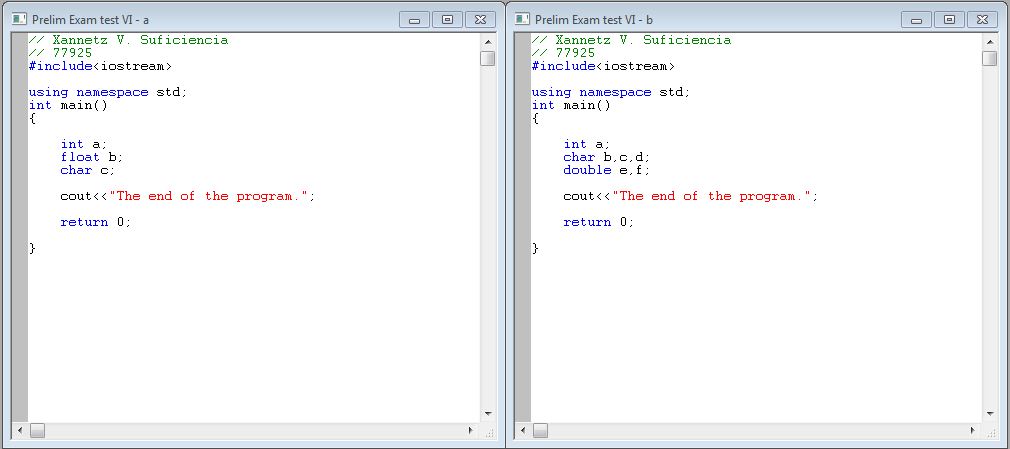 Prelim Exam test VI - a
// Xannetz V. Suficiencia
// 77925
#include<iostream>
using namespace std;
int main()
{
int a;
float b;
char c;
cout<<"The end of the program.";
return 0;
}
Prelim Exam test VI - b
// Xannetz V. Suficiencia
// 77925
#include<iostream>
using namespace std;
int main()
{
int a;
char b,c,d;
double e,f;
cout<<"The end of the program.";
return 0;
}